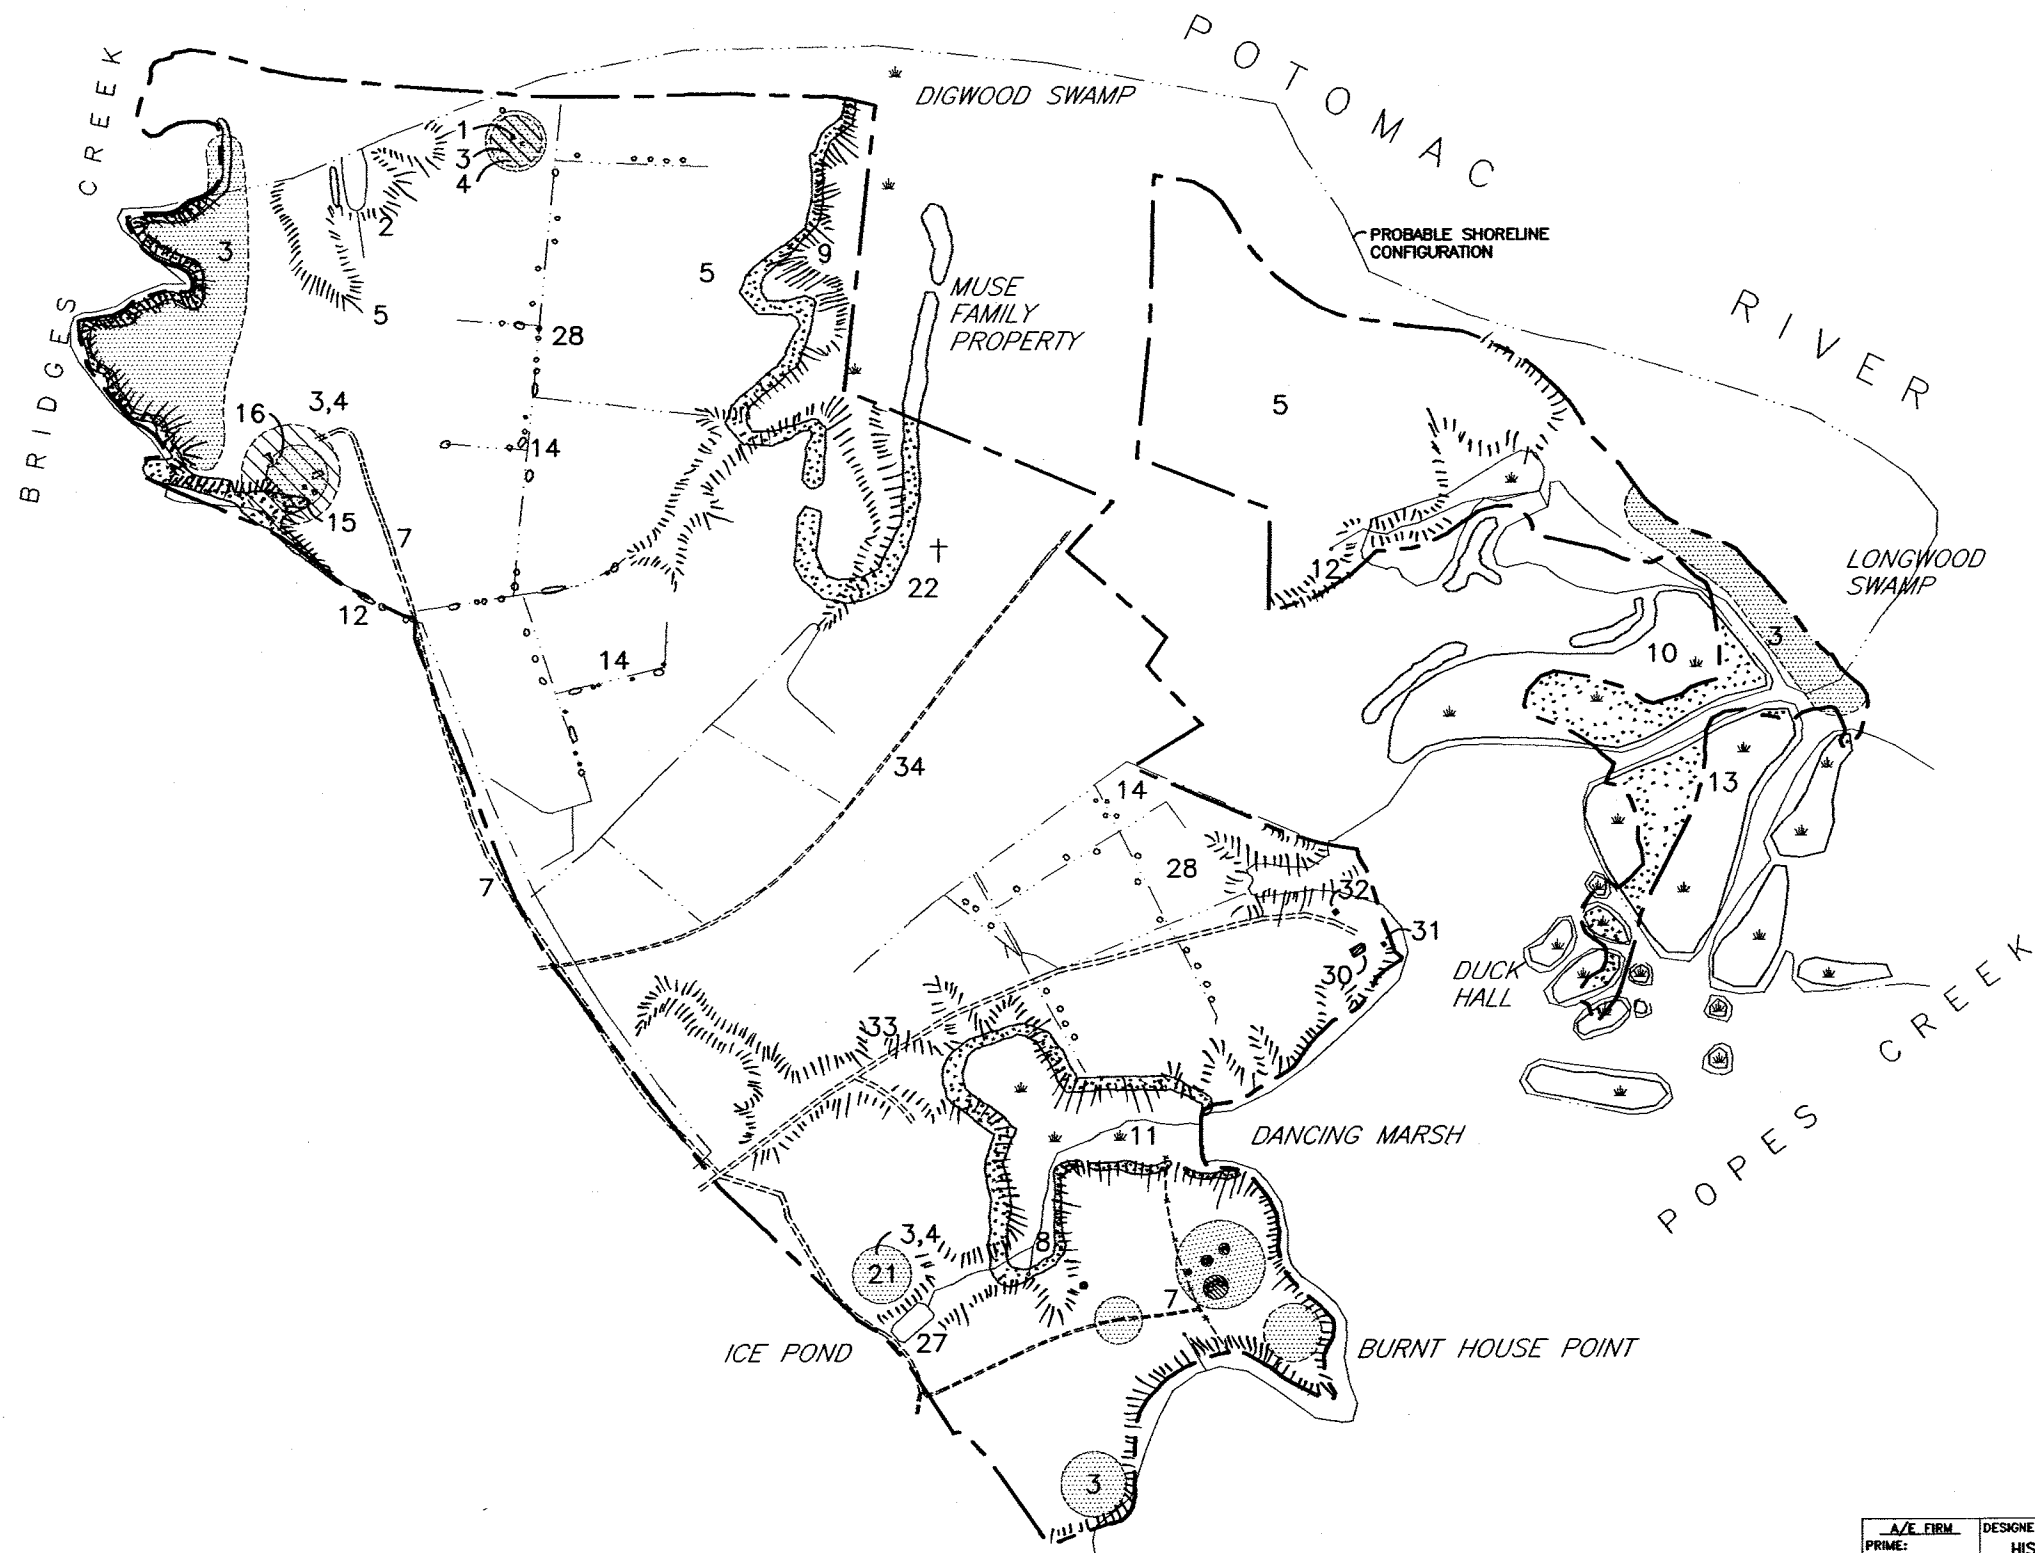 POTOMAC
RIVER
BRIDGES CREEK
DIGWOOD SWAMP
1
3
4
2
3
5
5
9
MUSE
FAMILY
PROPERTY
PROBABLE SHORELINE
CONFIGURATION
28
5
16
3,4
14
15
7
12
22
12
LONGWOOD
SWAMP
3
10
14
34
14
13
28
7
32
31
30
DUCK
HALL
33
POPES CREEK
11
DANCING MARSH
3,4
21
8
7
27
ICE POND
BURNT HOUSE POINT
3
A/E FIRM
PRIME:
DESIGNE
HIS